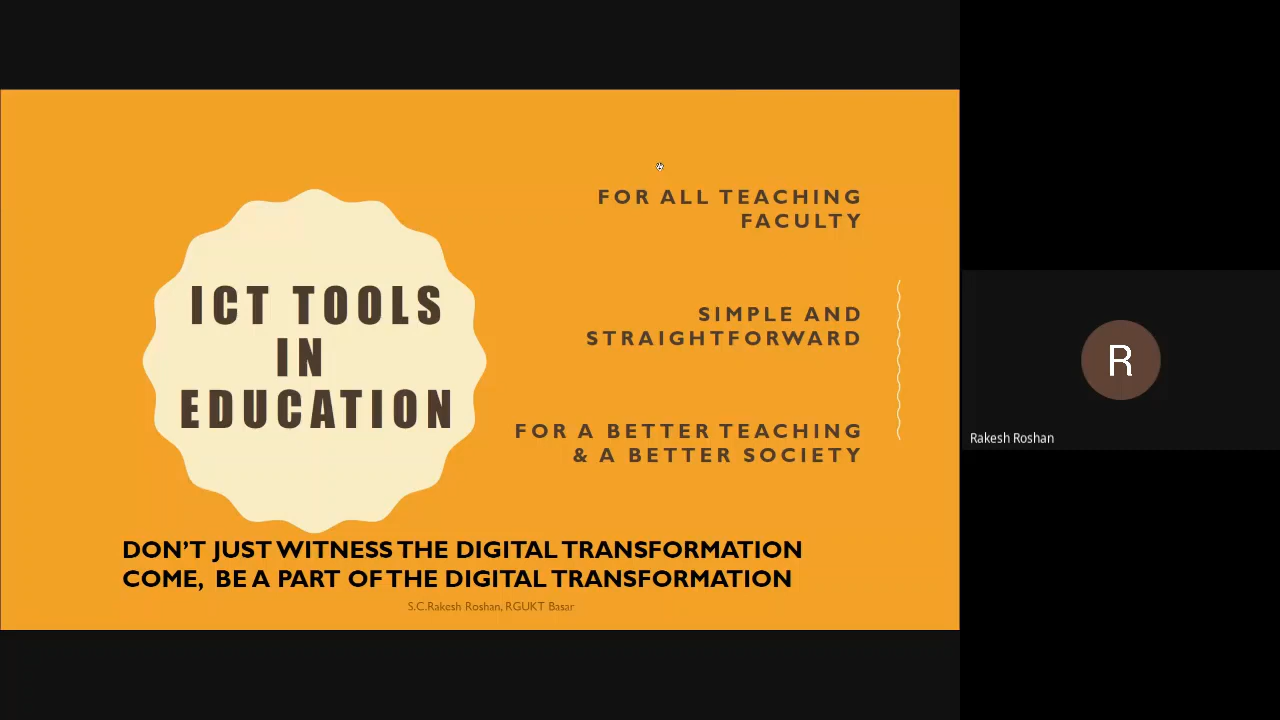 ICT TOOLS
IN
EDUCATION
FOR ALL TEACHING
FACULTY
SIMPLE AND
STRAIGHTFORWARD
FOR A BETTER TEACHING
& A BETTER SOCIETY
DON’T JUST WITNESS THE DIGITAL TRANSFORMATION
COME, BE A PART OF THE DIGITAL TRANSFORMATION
S.C.Rakesh Roshan, RGUKT Basar
R
Rakesh Roshan